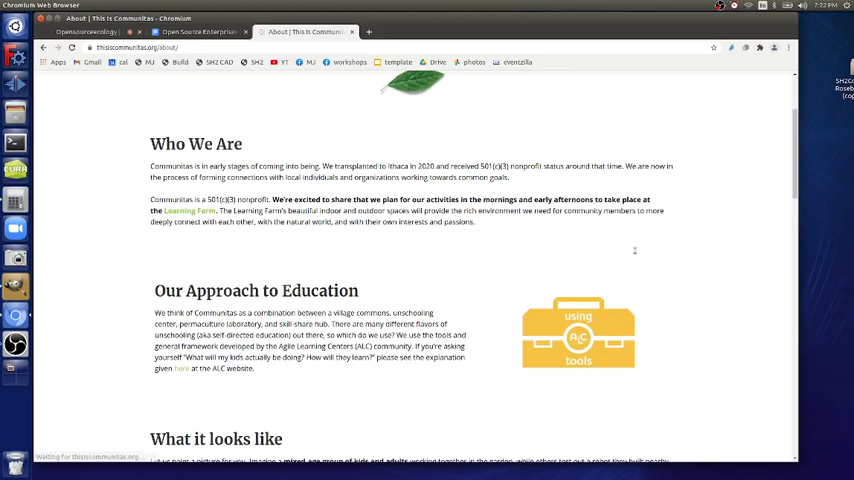 Chromium Web Browser
7:22 PM
About | This Is Communitas - Chromium
Opensourceecology |
Open Source Enterprises
About | This Is Communit
thisiscommunitas.org/about/
Apps Gmail cal MJ Build SH2 CAD SH2 YT MJ workshops template Drive photos eventzilla
Who We Are
Communitas is in early stages of coming into being. We transplanted to Ithaca in 2020 and received 501(c)(3) nonprofit status around that time. We are now in
the process of forming connections with local individuals and organizations working towards common goals.
Communitas is a 501(c)(3) nonprofit. We're excited to share that we plan for our activities in the mornings and early afternoons to take place at
the Learning Farm. The Learning Farm's beautiful indoor and outdoor spaces will provide the rich environment we need for community members to more
deeply connect with each other, with the natural world, and with their own interests and passions.
Our Approach to Education
We think of Communitas as a combination between a village commons, unschooling
center, permaculture laboratory, and skill-share hub. There are many different flavors of
unschooling (aka self-directed education) out there, so which do we use? We use the tools and
general framework developed by the Agile Learning Centers (ALC) community. If you're asking
yourself "What will my kids actually be doing? How will they learn?" please see the explanation
given here at the ALC website.
using
ALC
tools
What it looks like
Let us paint a picture for you. Imagine a mixed age group of kids and adults working together in the garden, while others test out a robot they built nearby
Waiting for thisiscommunitas.org...
CURA
SH2Co
Roseb
(cop